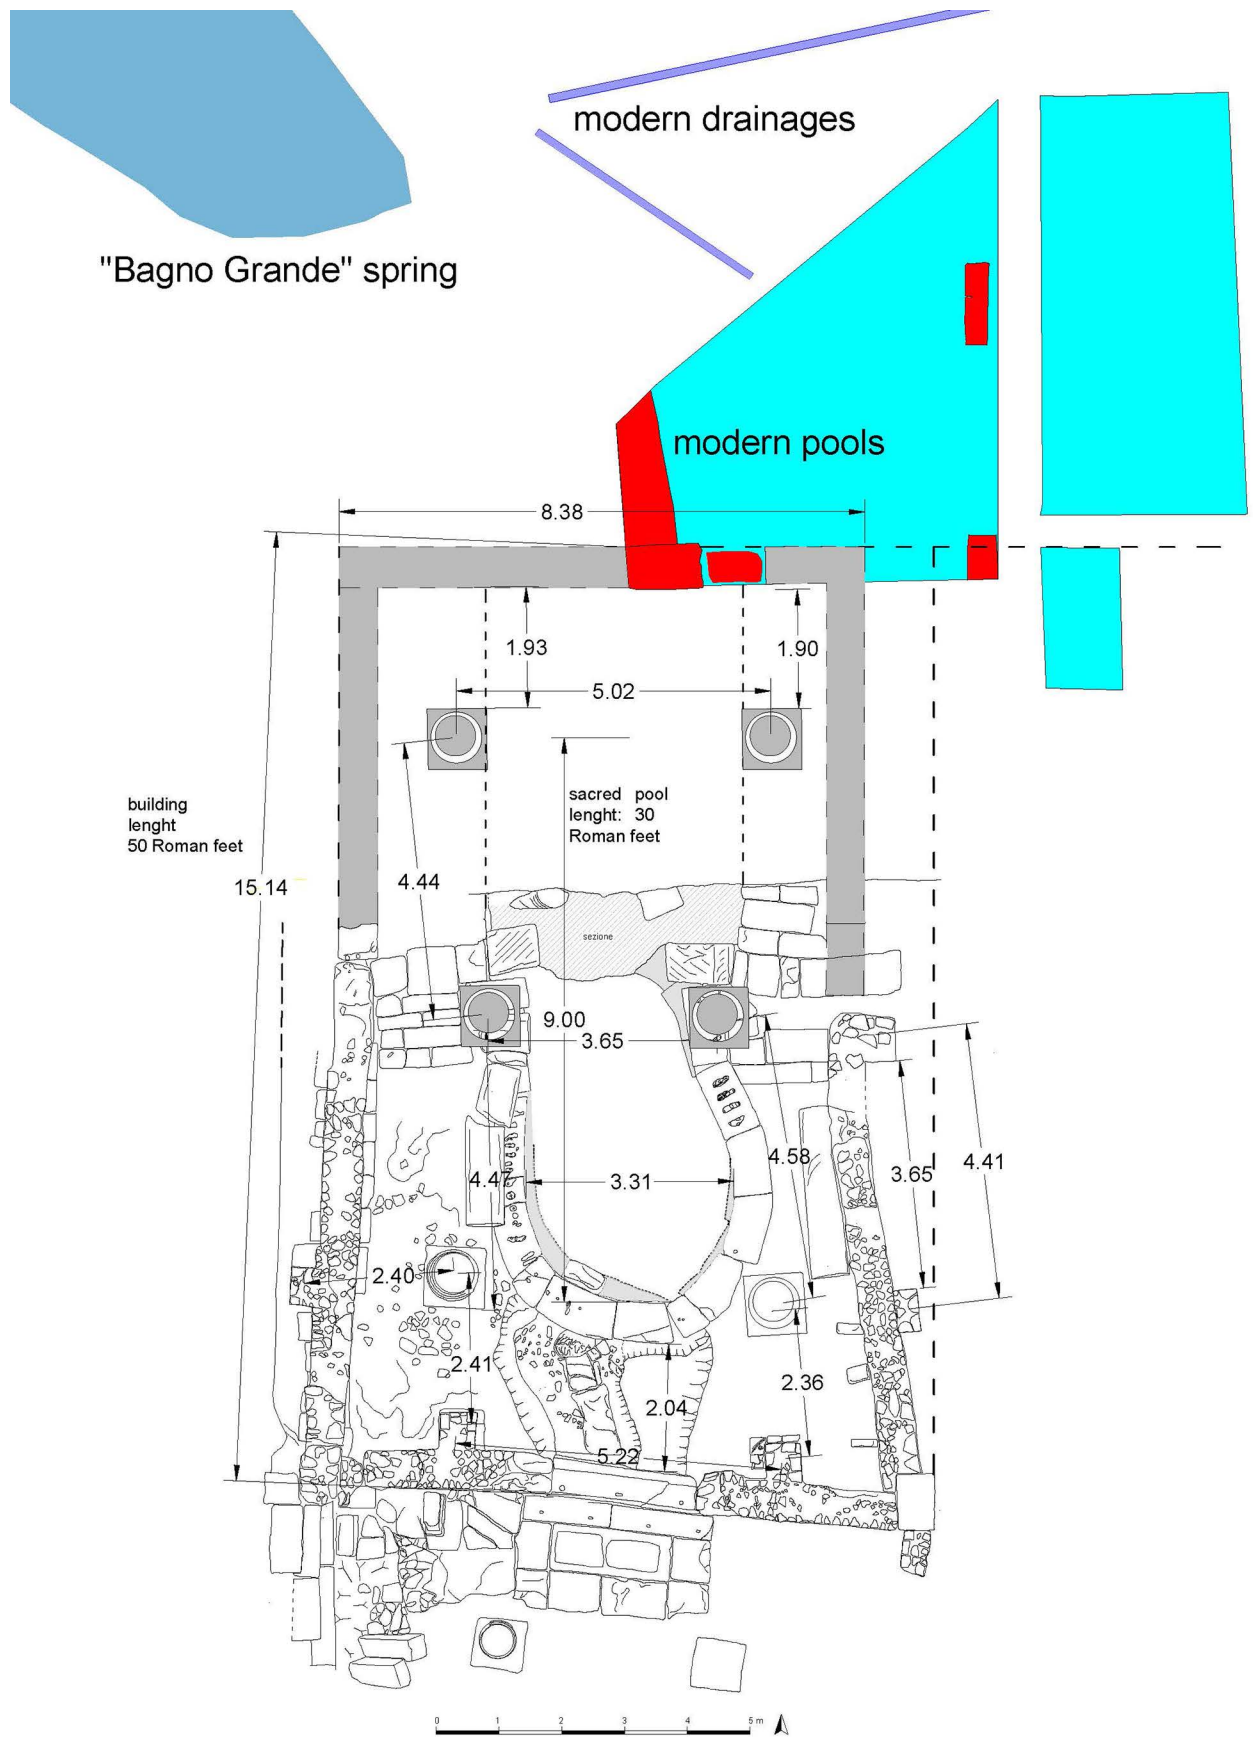 modern drainages
"Bagno Grande" spring
modern pools
8.38
1.93
1.90
5.02
sacred pool
lenght: 30
Roman feet
building
lenght
50 Roman feet
15.14
4.44
sezione
9.00
3.65
4.58
4.41
3.65
4.47
3.31
2.40
2.41
2.36
2.04
5.22
0 1 2 3 4 5 m